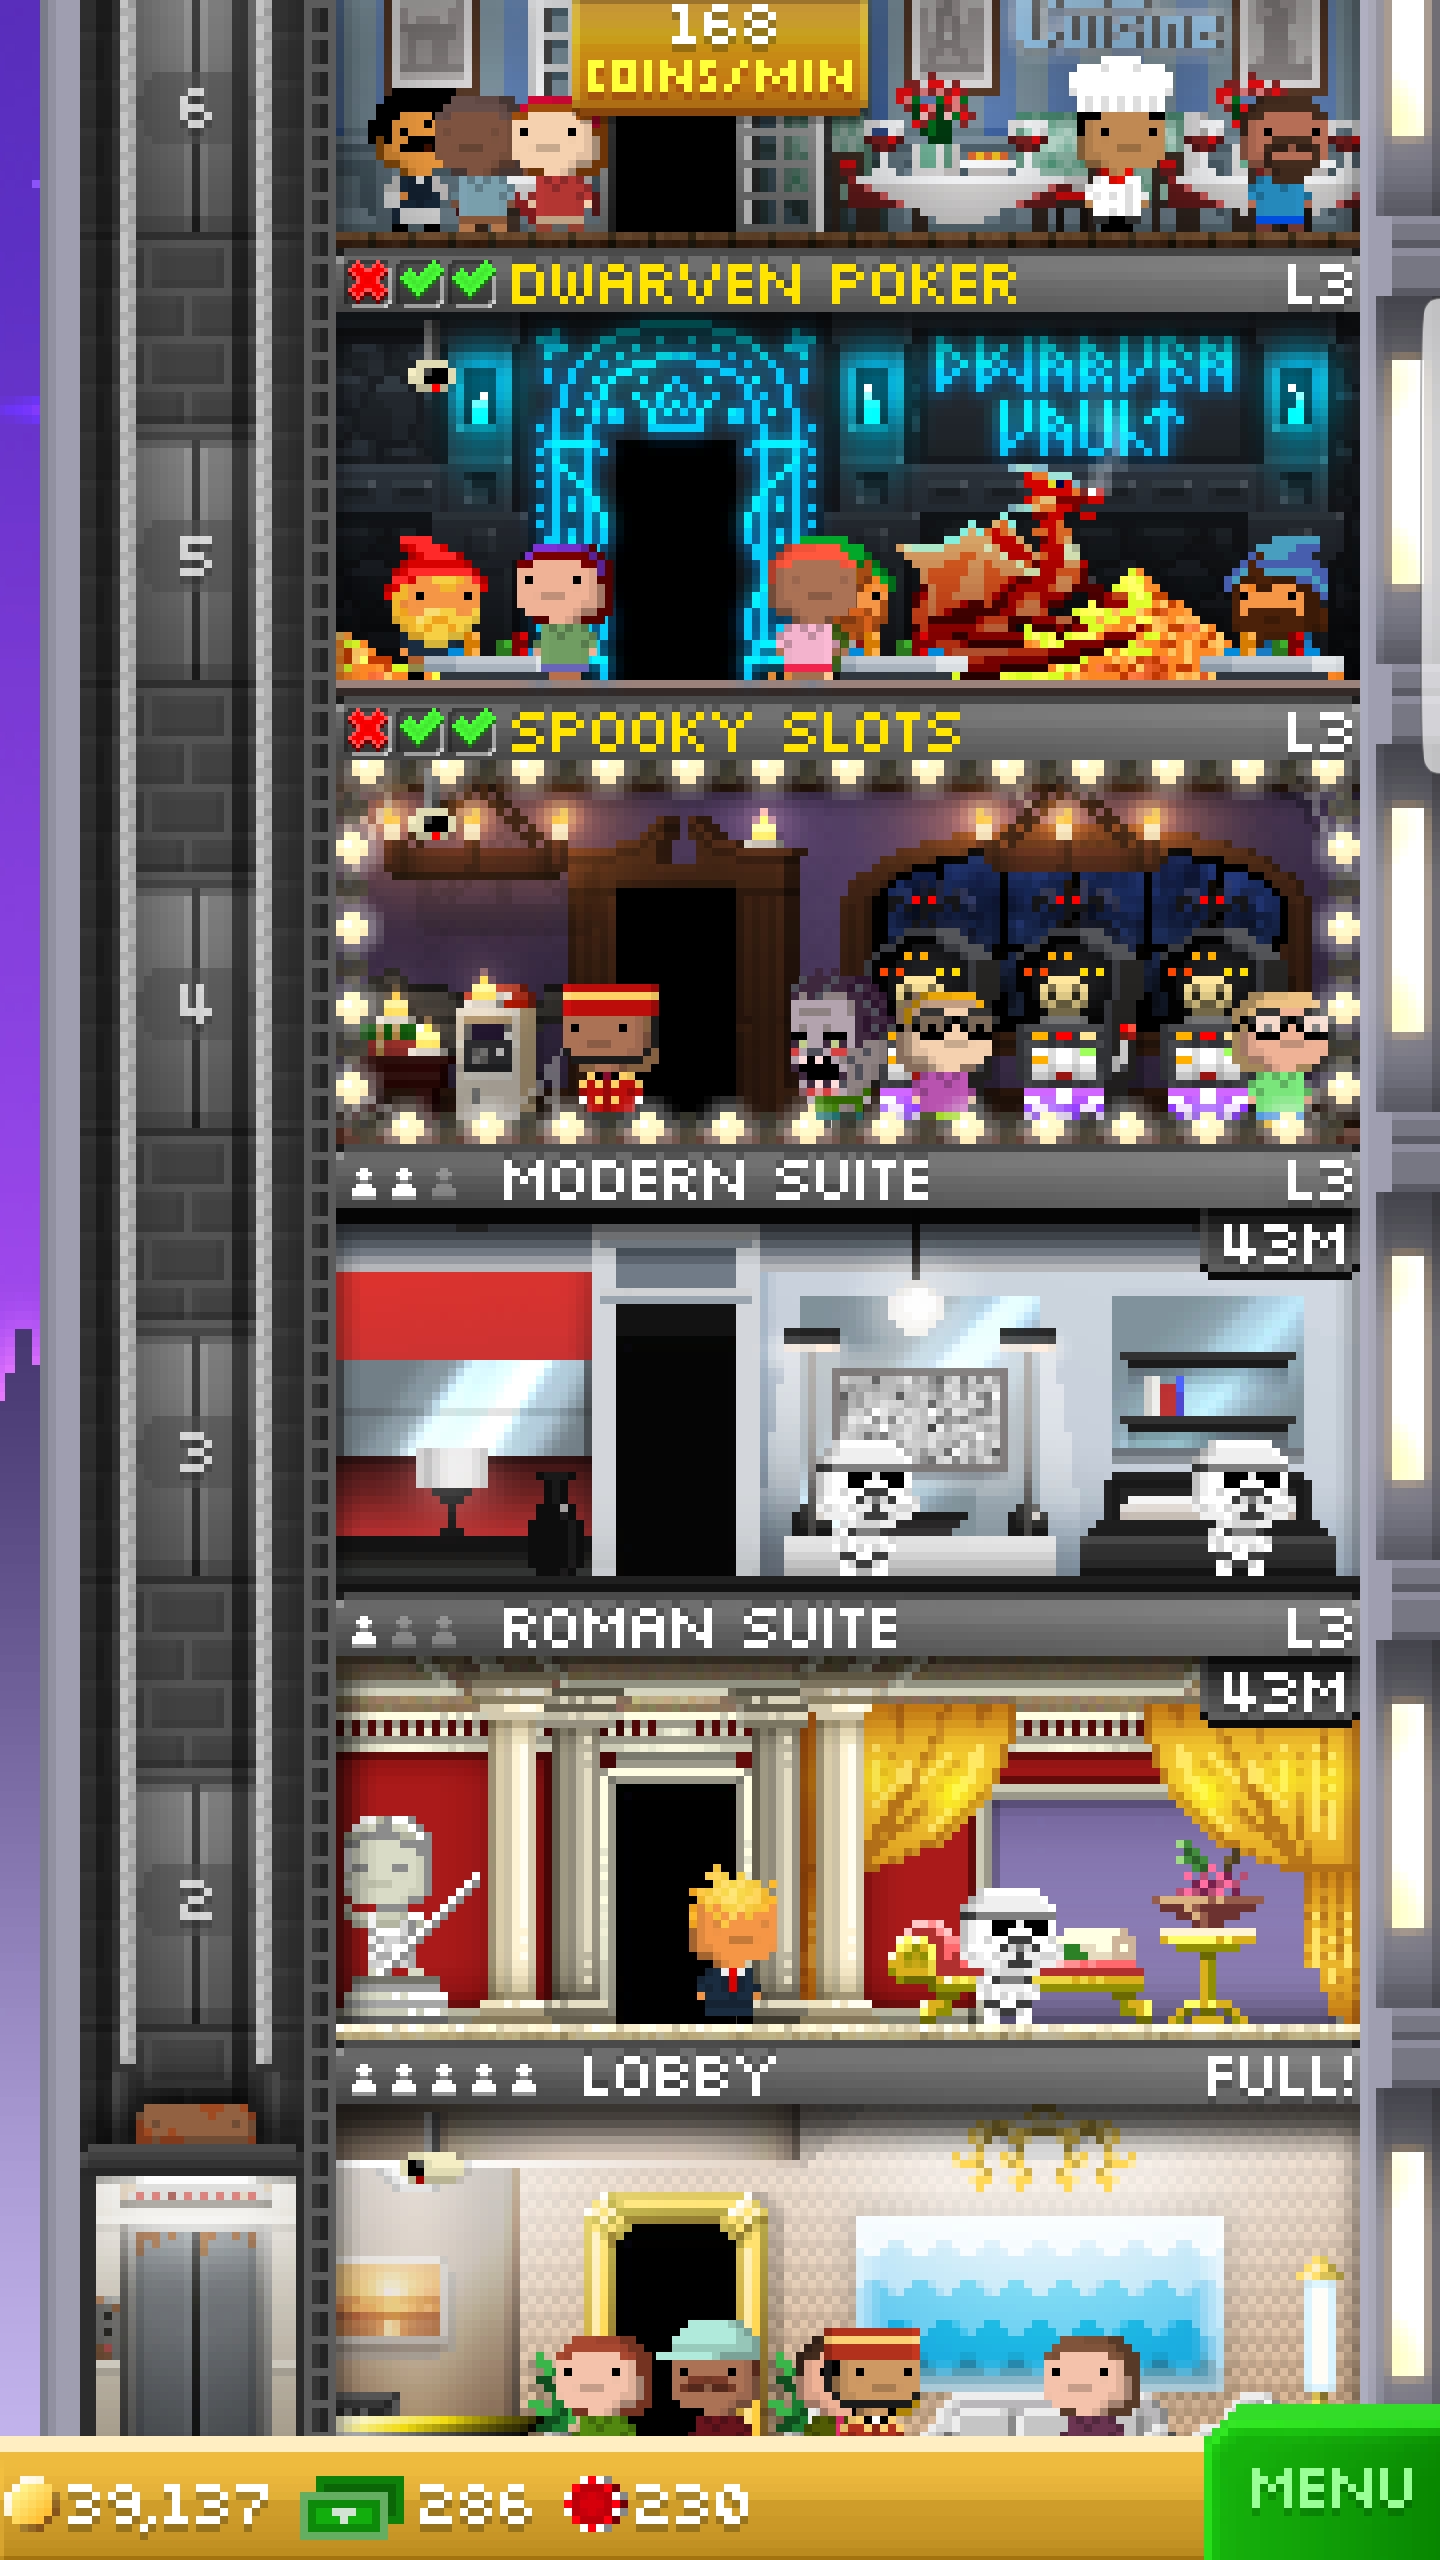 Cuisine
168
COINS/MIN
6
DWARVEN POKER L3
DWARVEN
VAULT
5
SPOOKY SLOTS L3
4
MODERN SUITE L3
43M
3
ROMAN SUITE L3
43M
2
LOBBY FULL!
39,137 286 230
MENU